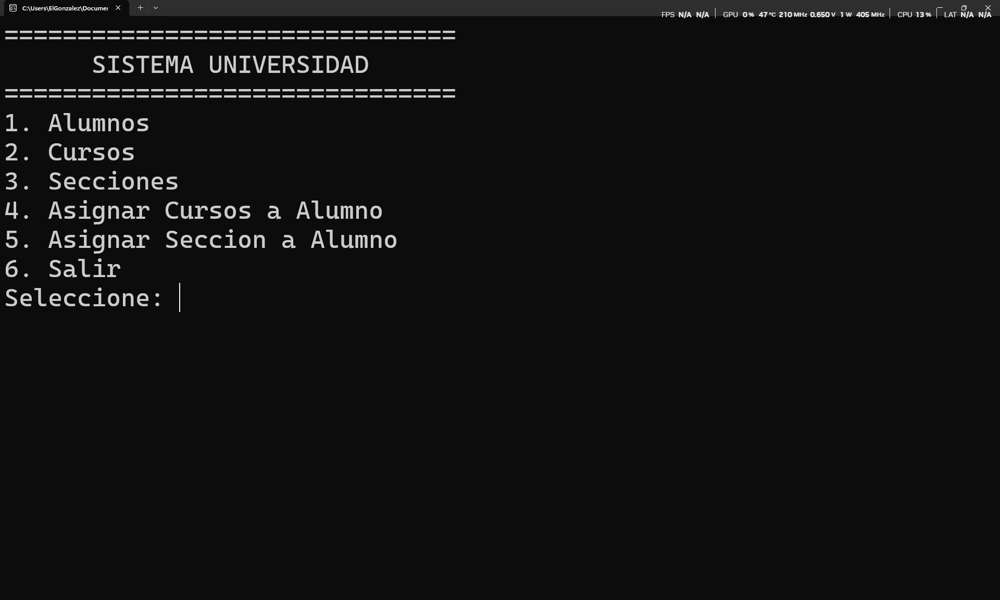 C:\Users\ElGonzalez\Docume
FPS N/A N/A | GPU 0% 47°C 210 MHz 0.650 V 1 W 405 MHz | CPU 13% | LAT N/A N/A
===============================
SISTEMA UNIVERSIDAD
===============================
1. Alumnos
2. Cursos
3. Secciones
4. Asignar Cursos a Alumno
5. Asignar Seccion a Alumno
6. Salir
Seleccione: